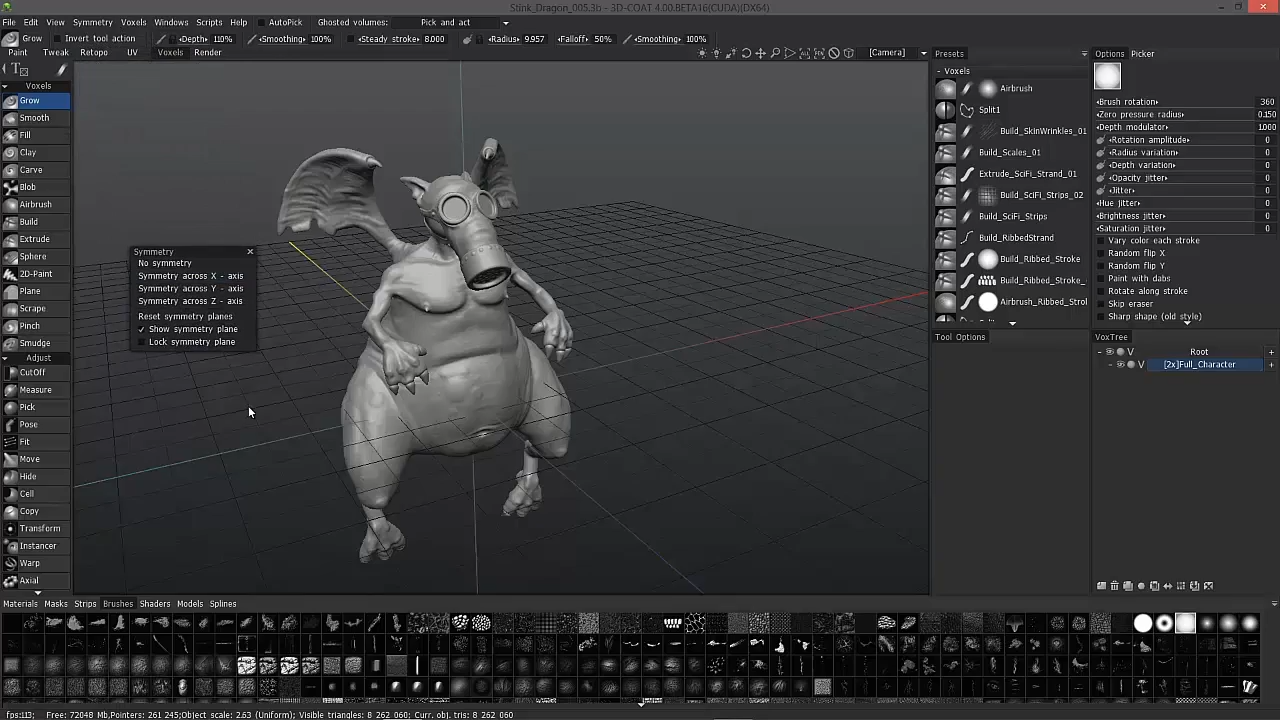 Stink_Dragon_005.3b - 3D-COAT 4.00.BETA16(CUDA)(DX64)
File Edit View Symmetry Voxels Windows Scripts Help AutoPick Ghosted volumes: Pick and act
Grow Invert tool action Depth: 110% Smoothing: 100% Steady stroke: 8.000 Radius: 9.957 Falloff: 50% Smoothing: 100%
Paint Tweak Retopo UV Voxels Render [Camera]
Presets
Options Picker
Voxels
Grow
Smooth
Fill
Clay
Carve
Blob
Airbrush
Build
Extrude
Sphere
2D-Paint
Plane
Scrape
Pinch
Smudge
Adjust
CutOff
Measure
Pick
Pose
Fit
Move
Hide
Cell
Copy
Transform
Instancer
Warp
Axial
Symmetry
No symmetry
Symmetry across X - axis
Symmetry across Y - axis
Symmetry across Z - axis
Reset symmetry planes
Show symmetry plane
Lock symmetry plane
- Voxels
Airbrush
Split1
Build_SkinWrinkles_01
Build_Scales_01
Extrude_SciFi_Strand_01
Build_SciFi_Strips_02
Build_SciFi_Strips
Build_RibbedStrand
Build_Ribbed_Stroke
Build_Ribbed_Stroke_
Airbrush_Ribbed_Strol
Tool Options
Brush rotation 360
Zero pressure radius 0.150
Depth modulator 1.000
Rotation amplitude 0
Radius variation 0
Depth variation 0
Opacity jitter 0
Jitter 0
Hue jitter 0
Brightness jitter 0
Saturation jitter 0
Vary color each stroke
Random flip X
Random flip Y
Paint with dabs
Rotate along stroke
Skip eraser
Sharp shape (old style)
VoxTree
- V Root +
- V [2x]Full_Character +
Materials Masks Strips Brushes Shaders Models Splines
fps:113; Free: 72048 Mb,Pointers: 261 245;Object scale: 2.63 (Uniform); Visible triangles: 8 262 060; Curr. obj. tris: 8 262 060